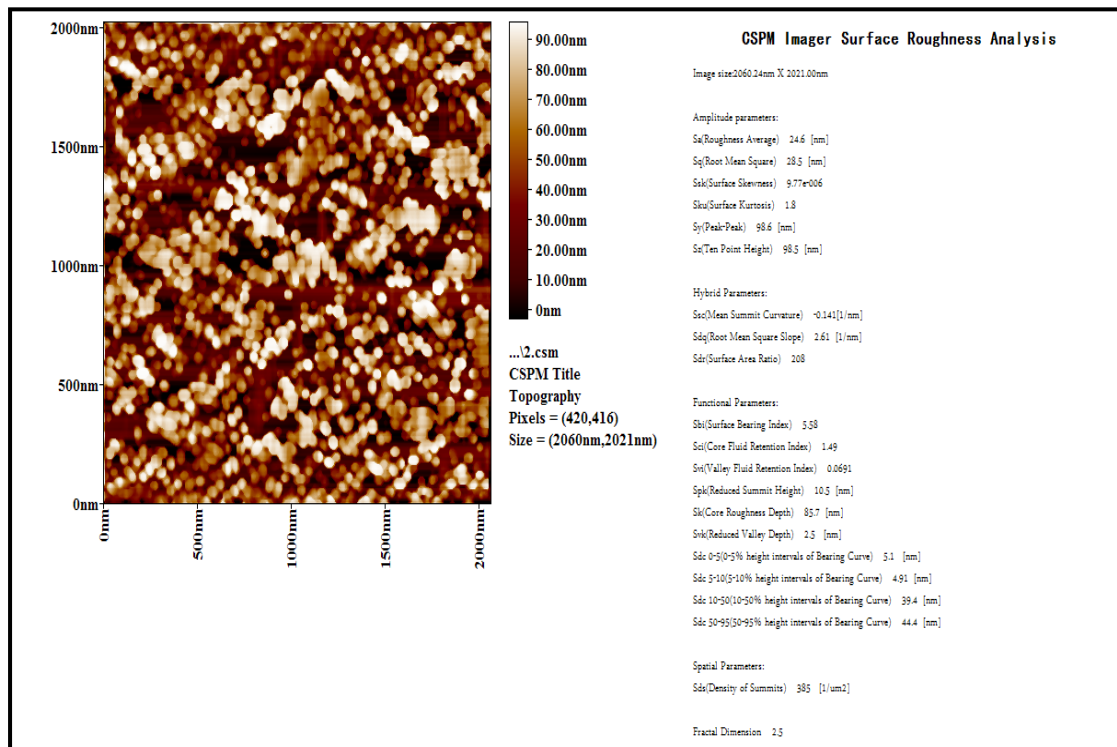 2000nm
1500nm
1000nm
500nm
0nm
0nm
500nm
1000nm
1500nm
2000nm
90.00nm
80.00nm
70.00nm
60.00nm
50.00nm
40.00nm
30.00nm
20.00nm
10.00nm
0nm
...\2.csm
CSPM Title
Topography
Pixels = (420,416)
Size = (2060nm,2021nm)
CSPM Imager Surface Roughness Analysis
Image size:2060.24nm X 2021.00nm
Amplitude parameters:
Sa(Roughness Average) 24.6 [nm]
Sq(Root Mean Square) 28.5 [nm]
Ssk(Surface Skewness) 9.77e-006
Sku(Surface Kurtosis) 1.8
Sy(Peak-Peak) 98.6 [nm]
Sz(Ten Point Height) 98.5 [nm]
Hybrid Parameters:
Ssc(Mean Summit Curvature) -0.141[1/nm]
Sdq(Root Mean Square Slope) 2.61 [1/nm]
Sdr(Surface Area Ratio) 208
Functional Parameters:
Sbi(Surface Bearing Index) 5.58
Sci(Core Fluid Retention Index) 1.49
Svi(Valley Fluid Retention Index) 0.0691
Spk(Reduced Summit Height) 10.5 [nm]
Sk(Core Roughness Depth) 85.7 [nm]
Svk(Reduced Valley Depth) 2.5 [nm]
Sdc 0-5(0-5% height intervals of Bearing Curve) 5.1 [nm]
Sdc 5-10(5-10% height intervals of Bearing Curve) 4.91 [nm]
Sdc 10-50(10-50% height intervals of Bearing Curve) 39.4 [nm]
Sdc 50-95(50-95% height intervals of Bearing Curve) 44.4 [nm]
Spatial Parameters:
Sds(Density of Summits) 385 [1/um2]
Fractal Dimension 2.5